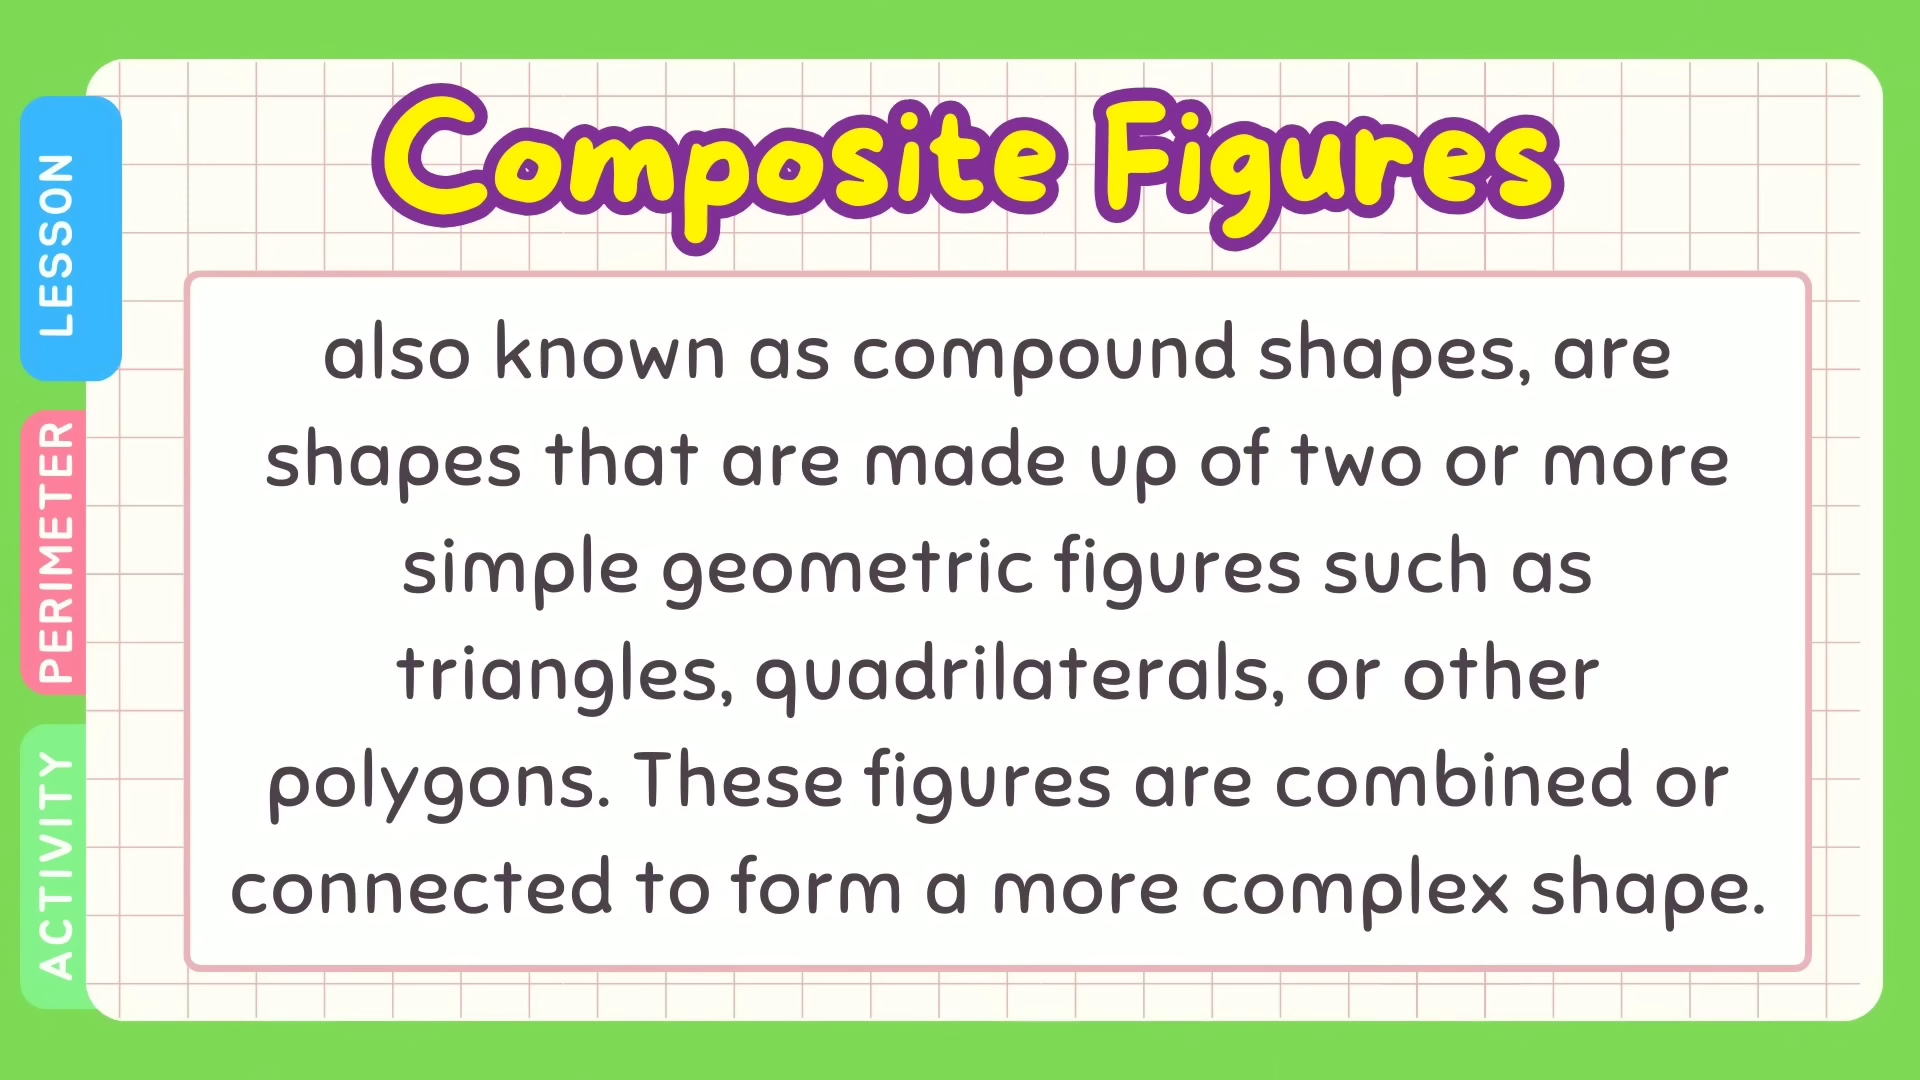 Composite Figures
LESSON
PERIMETER
ACTIVITY
also known as compound shapes, are
shapes that are made up of two or more
simple geometric figures such as
triangles, quadrilaterals, or other
polygons. These figures are combined or
connected to form a more complex shape.